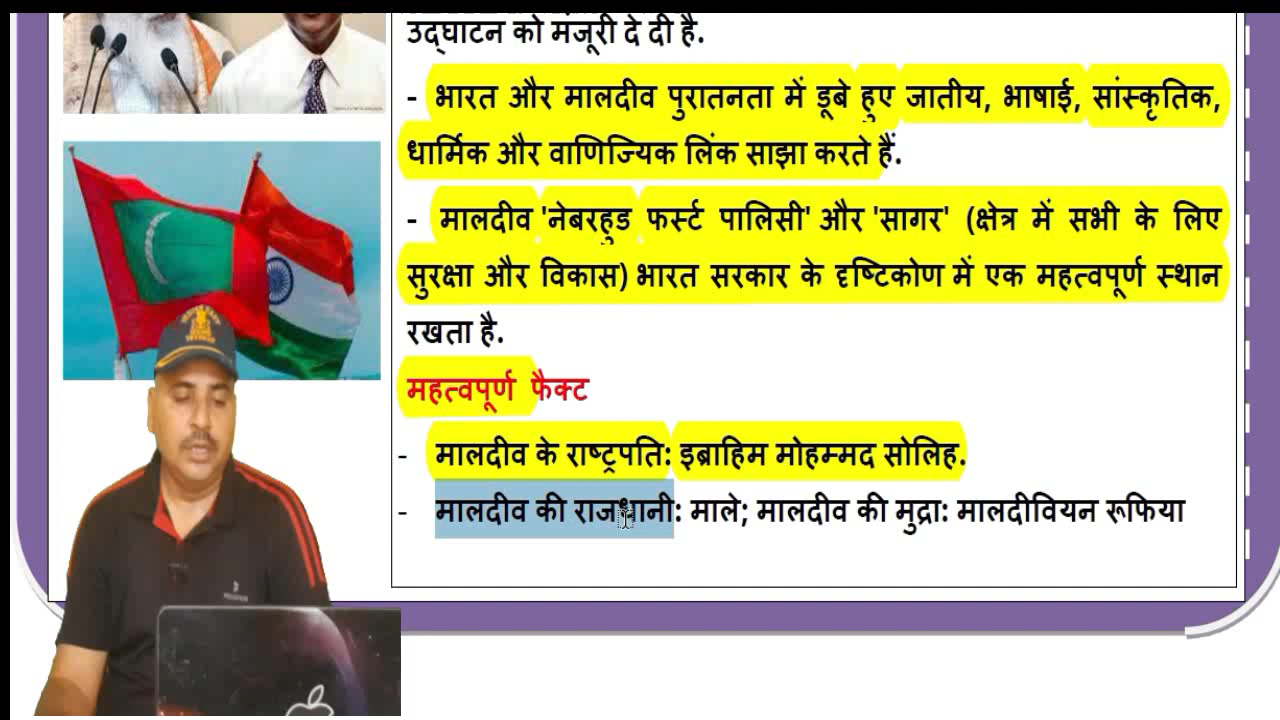 उद्घाटन को मंजूरी दे दी है.
- भारत और मालदीव पुरातनता में डूबे हुए जातीय, भाषाई, सांस्कृतिक,
धार्मिक और वाणिज्यिक लिंक साझा करते हैं.
- मालदीव 'नेबरहुड फर्स्ट पालिसी' और 'सागर' (क्षेत्र में सभी के लिए
सुरक्षा और विकास) भारत सरकार के दृष्टिकोण में एक महत्वपूर्ण स्थान
रखता है.
महत्वपूर्ण फैक्ट
- मालदीव के राष्ट्रपति: इब्राहिम मोहम्मद सोलिह.
- मालदीव की राजधानी: माले; मालदीव की मुद्रा: मालदीवियन रूफिया